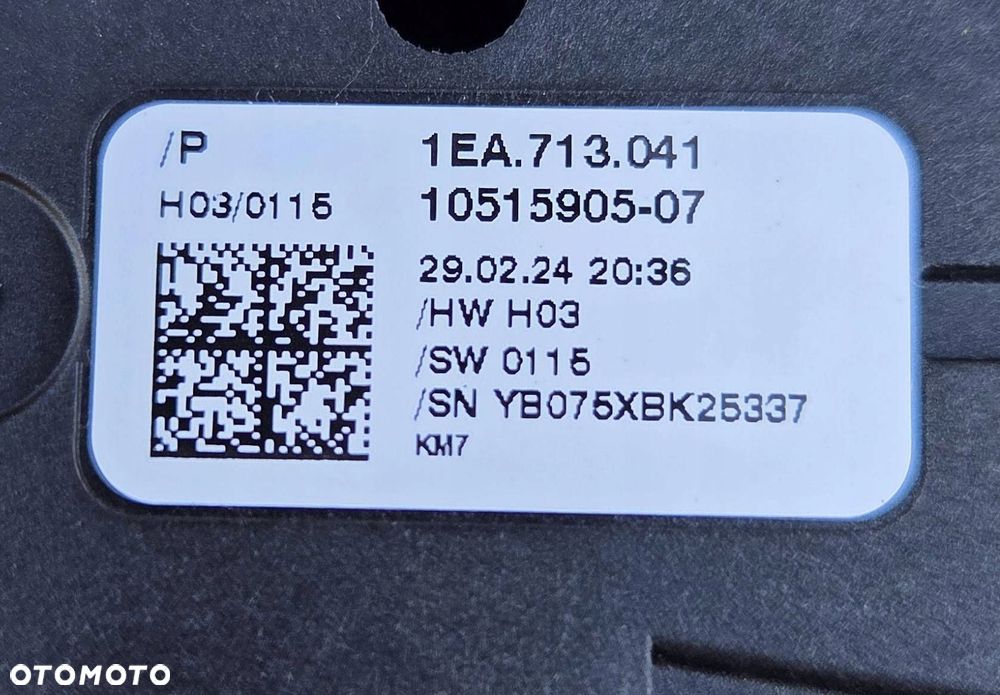 /P
1EA.713.041
H03/0115
10515905-07
29.02.24 20:36
/HW H03
/SW 0115
/SN YB075XBK25337
KM7
OTOMOTO